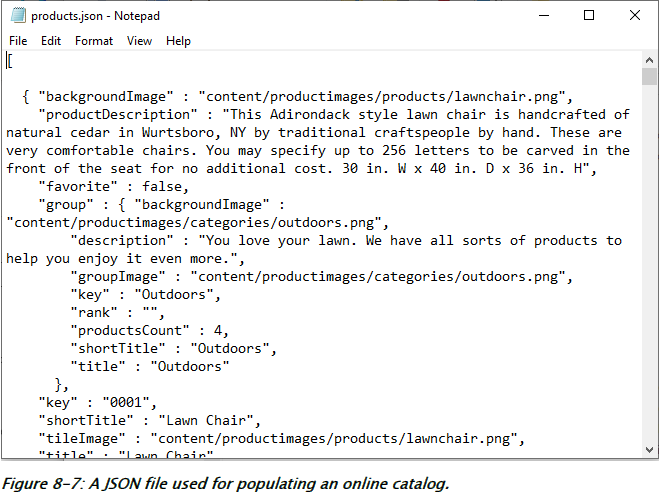 products.json - Notepad
File Edit Format View Help
[
{ "backgroundImage" : "content/productimages/products/lawnchair.png",
"productDescription" : "This Adirondack style lawn chair is handcrafted of
natural cedar in Wurtsboro, NY by traditional craftspeople by hand. These are
very comfortable chairs. You may specify up to 256 letters to be carved in the
front of the seat for no additional cost. 30 in. W x 40 in. D x 36 in. H",
"favorite" : false,
"group" : { "backgroundImage" :
"content/productimages/categories/outdoors.png",
"description" : "You love your lawn. We have all sorts of products to
help you enjoy it even more.",
"groupImage" : "content/productimages/categories/outdoors.png",
"key" : "Outdoors",
"rank" : "",
"productsCount" : 4,
"shortTitle" : "Outdoors",
"title" : "Outdoors"
},
"key" : "0001",
"shortTitle" : "Lawn Chair",
"tileImage" : "content/productimages/products/lawnchair.png",
"title" : "Lawn Chair"
Figure 8-7: A JSON file used for populating an online catalog.